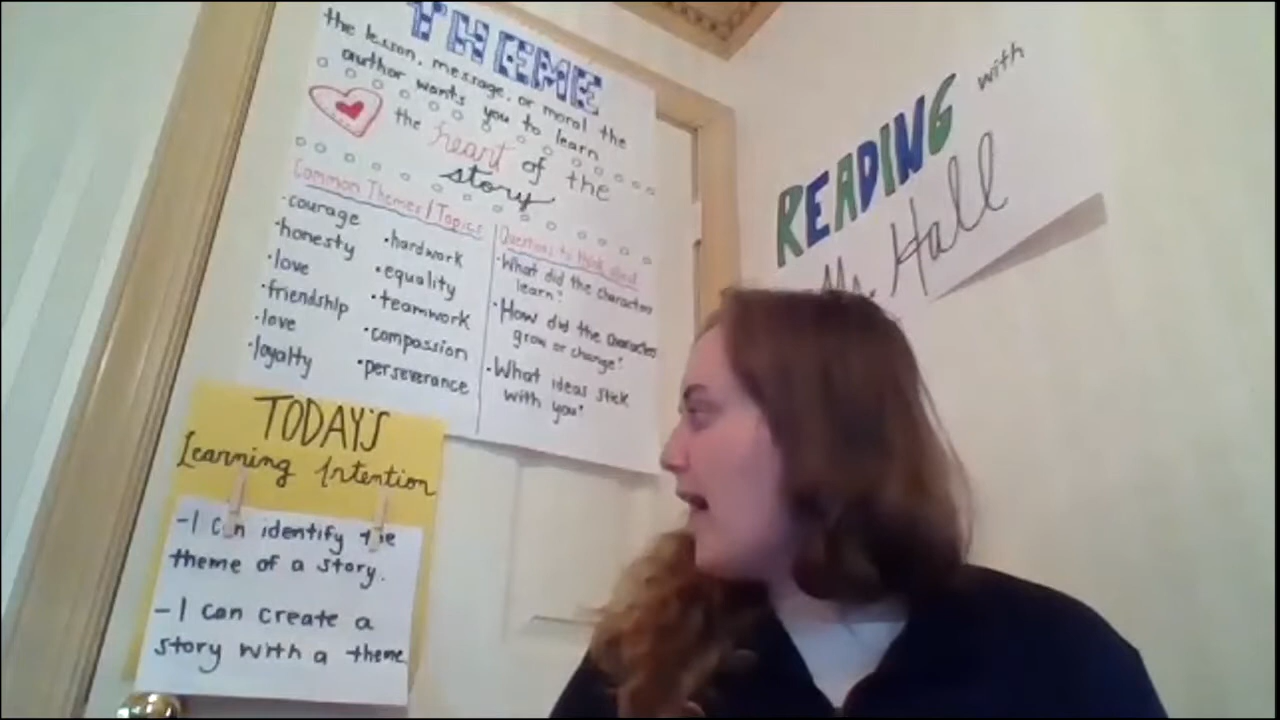 THEME
the lesson, message, or moral the
author wants you to learn
the heart of the
story
Common Themes/Topics
·courage
·honesty
·love
·friendship
·love
·loyalty
·hardwork
·equality
·teamwork
·compassion
·perseverance
Questions to think about
·What did the characters
learn?
·How did the characters
grow or change?
·What ideas stick
with you?
TODAY'S
Learning Intention
-I can identify the
theme of a story.
-I can create a
story with a theme
READING with
Hall